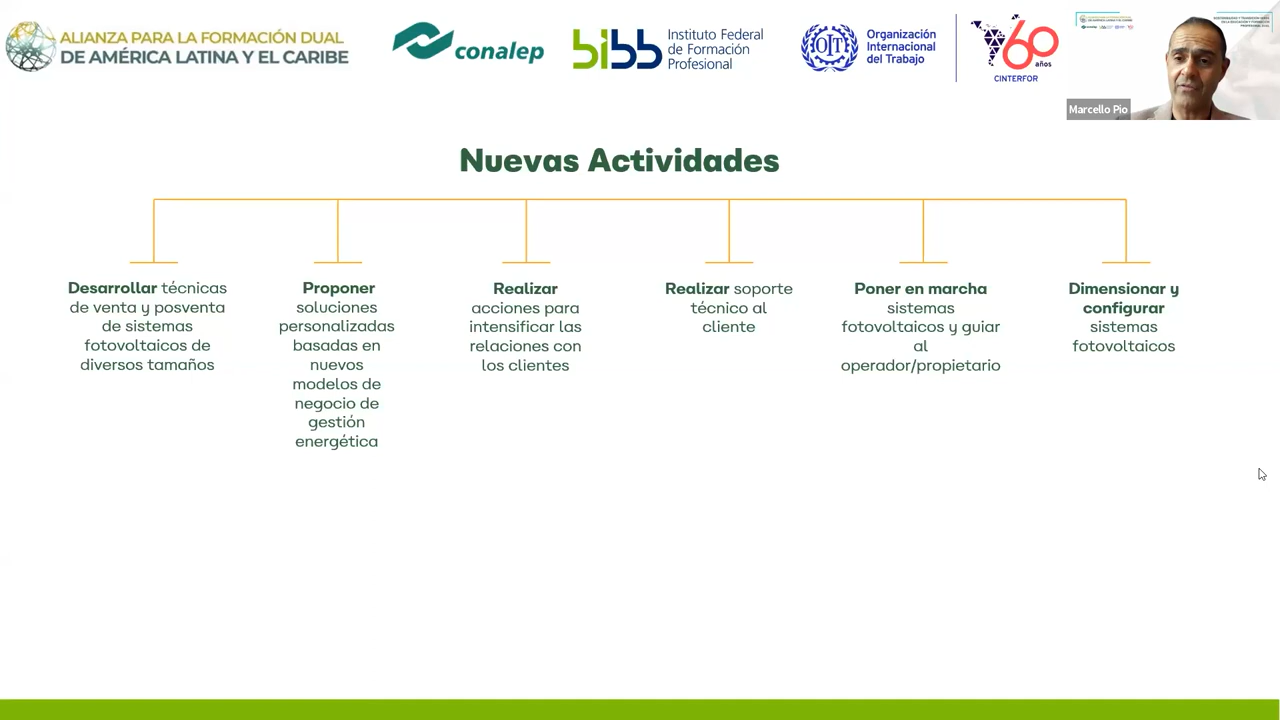 ALIANZA PARA LA FORMACIÓN DUAL
DE AMÉRICA LATINA Y EL CARIBE
conalep
bibb
Instituto Federal
de Formación
Profesional
Organización
Internacional
del Trabajo
60
años
CINTERFOR
Marcello Pio
Nuevas Actividades
Desarrollar técnicas
de venta y posventa
de sistemas
fotovoltaicos de
diversos tamaños
Proponer
soluciones
personalizadas
basadas en
nuevos
modelos de
negocio de
gestión
energética
Realizar
acciones para
intensificar las
relaciones con
los clientes
Realizar soporte
técnico al
cliente
Poner en marcha
sistemas
fotovoltaicos y guiar
al
operador/propietario
Dimensionar y
configurar
sistemas
fotovoltaicos